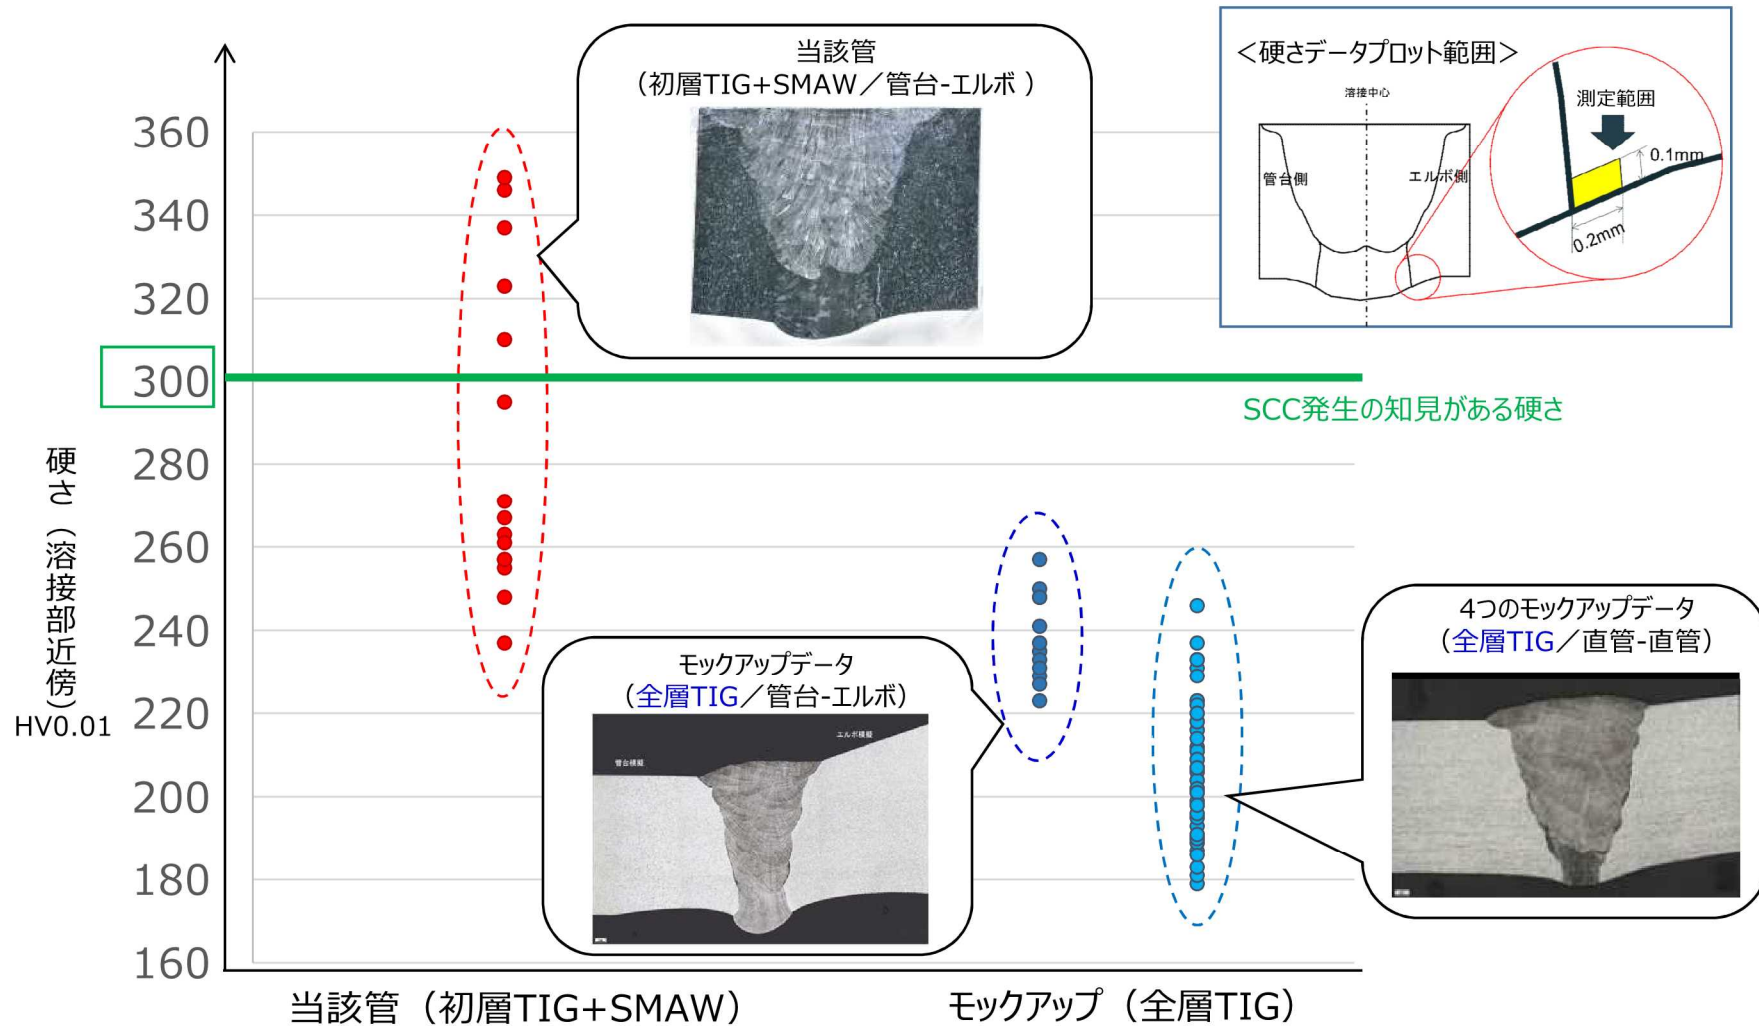 当該管
（初層TIG+SMAW／管台-エルボ ）
＜硬さデータプロット範囲＞
溶接中心
管台側
エルボ側
測定範囲
0.1mm
0.2mm
360
340
320
300
280
260
240
220
200
180
160
硬さ（溶接部近傍）
HV0.01
SCC発生の知見がある硬さ
モックアップデータ
（全層TIG／管台-エルボ）
管台模擬
エルボ模擬
4つのモックアップデータ
（全層TIG／直管-直管）
当該管（初層TIG+SMAW）
モックアップ（全層TIG）